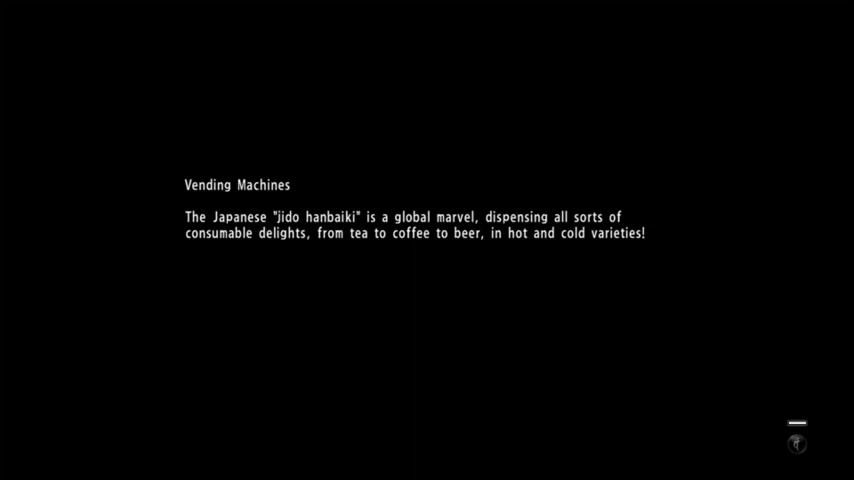 Vending Machines
The Japanese "jido hanbaiki" is a global marvel, dispensing all sorts of
consumable delights, from tea to coffee to beer, in hot and cold varieties!